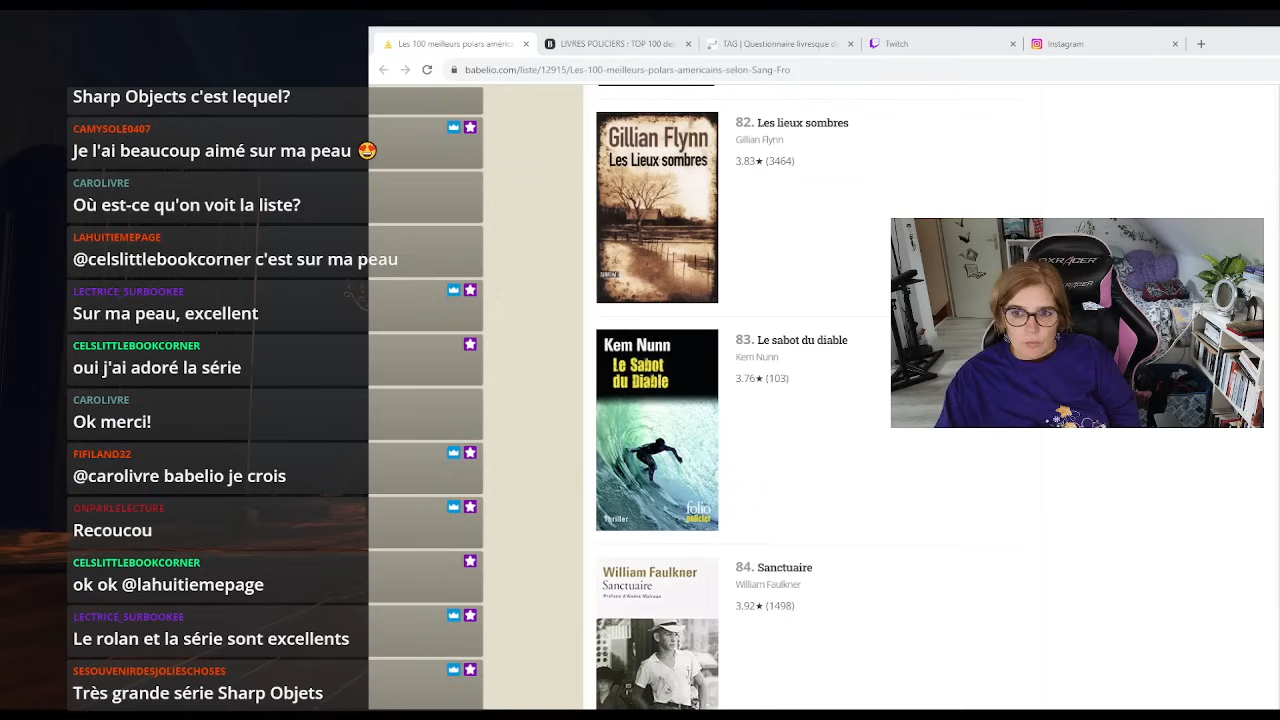 Les 100 meilleurs polars américa
LIVRES POLICIERS : TOP 100 des
TAG | Questionnaire livresque d
Twitch
Instagram
babelio.com/liste/12915/Les-100-meilleurs-polars-americains-selon-Sang-Fro
Sharp Objects c'est lequel?
CAMYSOLE0407
Je l'ai beaucoup aimé sur ma peau 😍
CAROLIVRE
Où est-ce qu'on voit la liste?
LAHUITIEMEPAGE
@celslittlebookcorner c'est sur ma peau
LECTRICE_SURBOOKEE
Sur ma peau, excellent
CELSLITTLEBOOKCORNER
oui j'ai adoré la série
CAROLIVRE
Ok merci!
FIFILAND32
@carolivre babelio je crois
ONPARLELECTURE
Recoucou
CELSLITTLEBOOKCORNER
ok ok @lahuitiemepage
LECTRICE_SURBOOKEE
Le rolan et la série sont excellents
SESOUVENIRDESJOLIESCHOSES
Très grande série Sharp Objets
Gillian Flynn
Les Lieux sombres
82. Les lieux sombres
Gillian Flynn
3.83★ (3464)
Kem Nunn
Le Sabot
du Diable
Thriller
folio
policier
83. Le sabot du diable
Kem Nunn
3.76★ (103)
William Faulkner
Sanctuaire
Préface d'André Malraux
84. Sanctuaire
William Faulkner
3.92★ (1498)